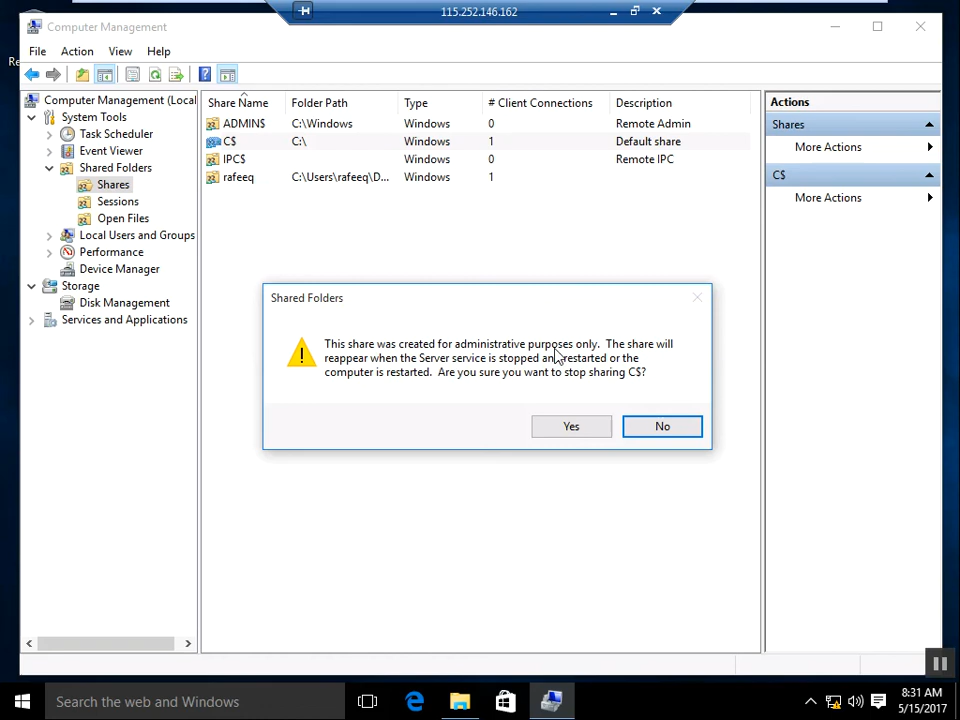 115.252.146.162
Computer Management
File Action View Help
Share Name Folder Path Type # Client Connections Description
ADMIN$ C:\Windows Windows 0 Remote Admin
C$ C:\ Windows 1 Default share
IPC$ Windows 0 Remote IPC
rafeeq C:\Users\rafeeq\D... Windows 1
Computer Management (Local
System Tools
Task Scheduler
Event Viewer
Shared Folders
Shares
Sessions
Open Files
Local Users and Groups
Performance
Device Manager
Storage
Disk Management
Services and Applications
Actions
Shares
More Actions
C$
More Actions
Shared Folders
This share was created for administrative purposes only. The share will
reappear when the Server service is stopped and restarted or the
computer is restarted. Are you sure you want to stop sharing C$?
Yes No
Search the web and Windows
8:31 AM
5/15/2017